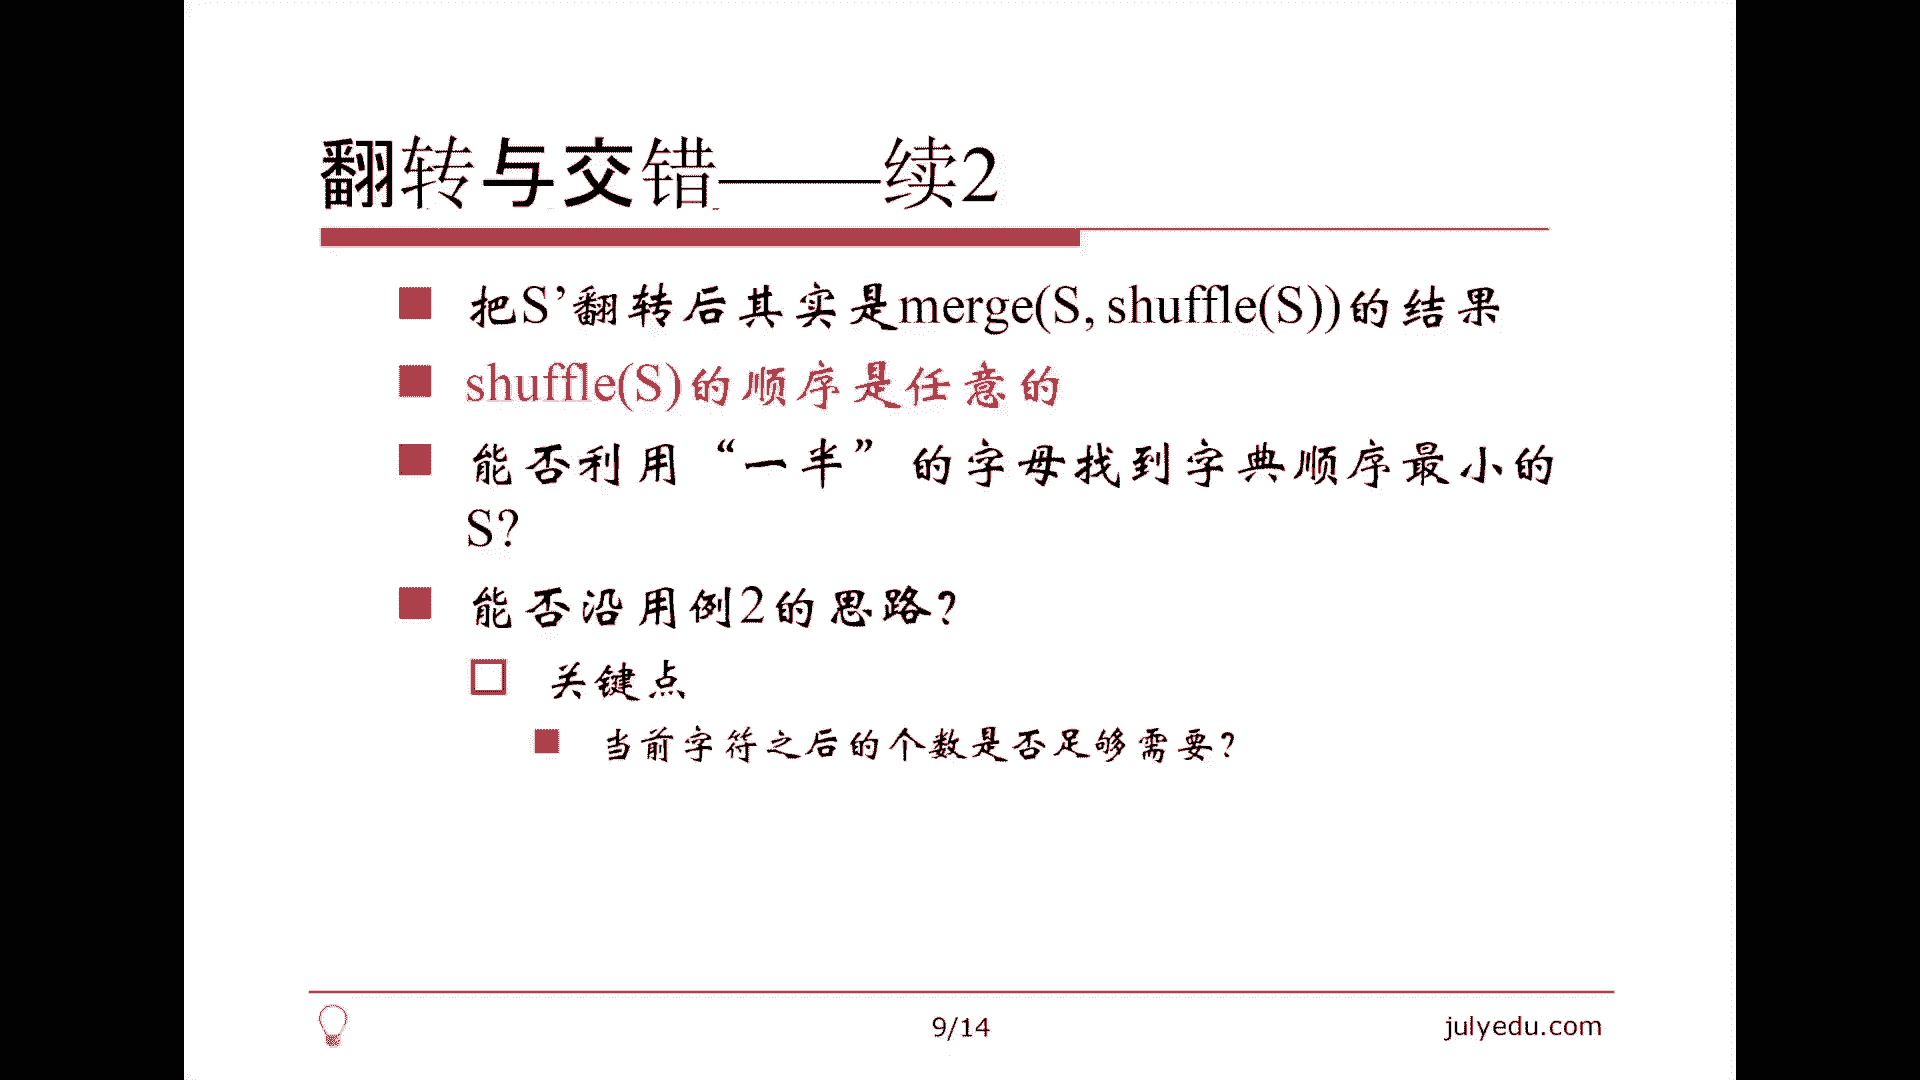 翻转与交错——续2
把S’翻转后其实是merge(S, shuffle(S))的结果
shuffle(S)的顺序是任意的
能否利用“一半”的字母找到字典顺序最小的
S?
能否沿用例2的思路?
关键点
当前字符之后的个数是否足够需要?
9/14
julyedu.com